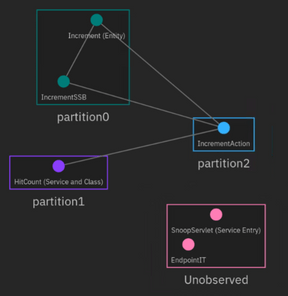 Increment (Entity)
IncrementSSB
partition0
IncrementAction
partition2
HitCount (Service and Class)
partition1
SnoopServlet (Service Entry)
EndpointIT
Unobserved